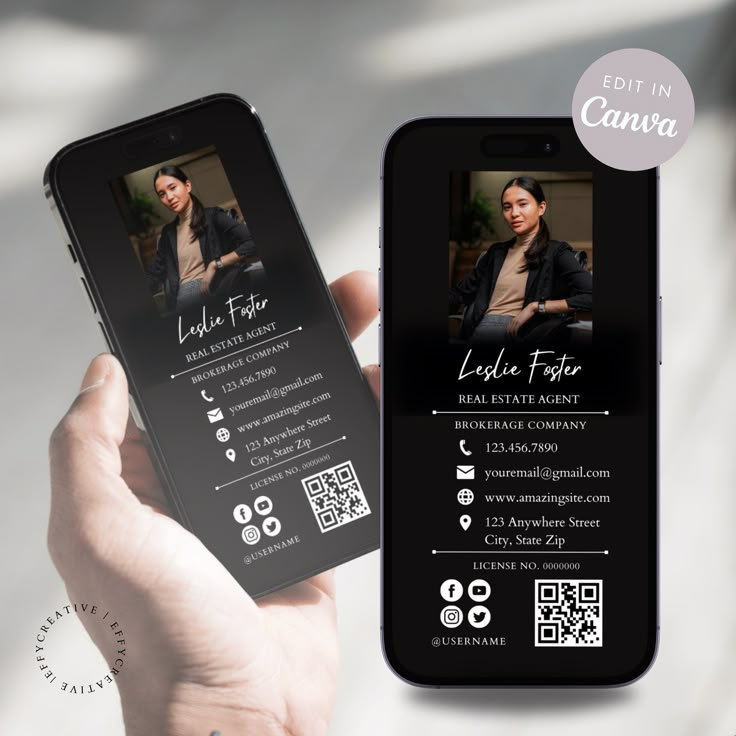 EDIT IN
Canva
Leslie Foster
REAL ESTATE AGENT
BROKERAGE COMPANY
123.456.7890
youremail@gmail.com
www.amazingsite.com
123 Anywhere Street
City, State Zip
LICENSE NO. 0000000
@USERNAME
Leslie Foster
REAL ESTATE AGENT
BROKERAGE COMPANY
123.456.7890
youremail@gmail.com
www.amazingsite.com
123 Anywhere Street
City, State Zip
LICENSE NO. 0000000
@USERNAME
EFFYCREATIVE | EFFYCREATIVE |